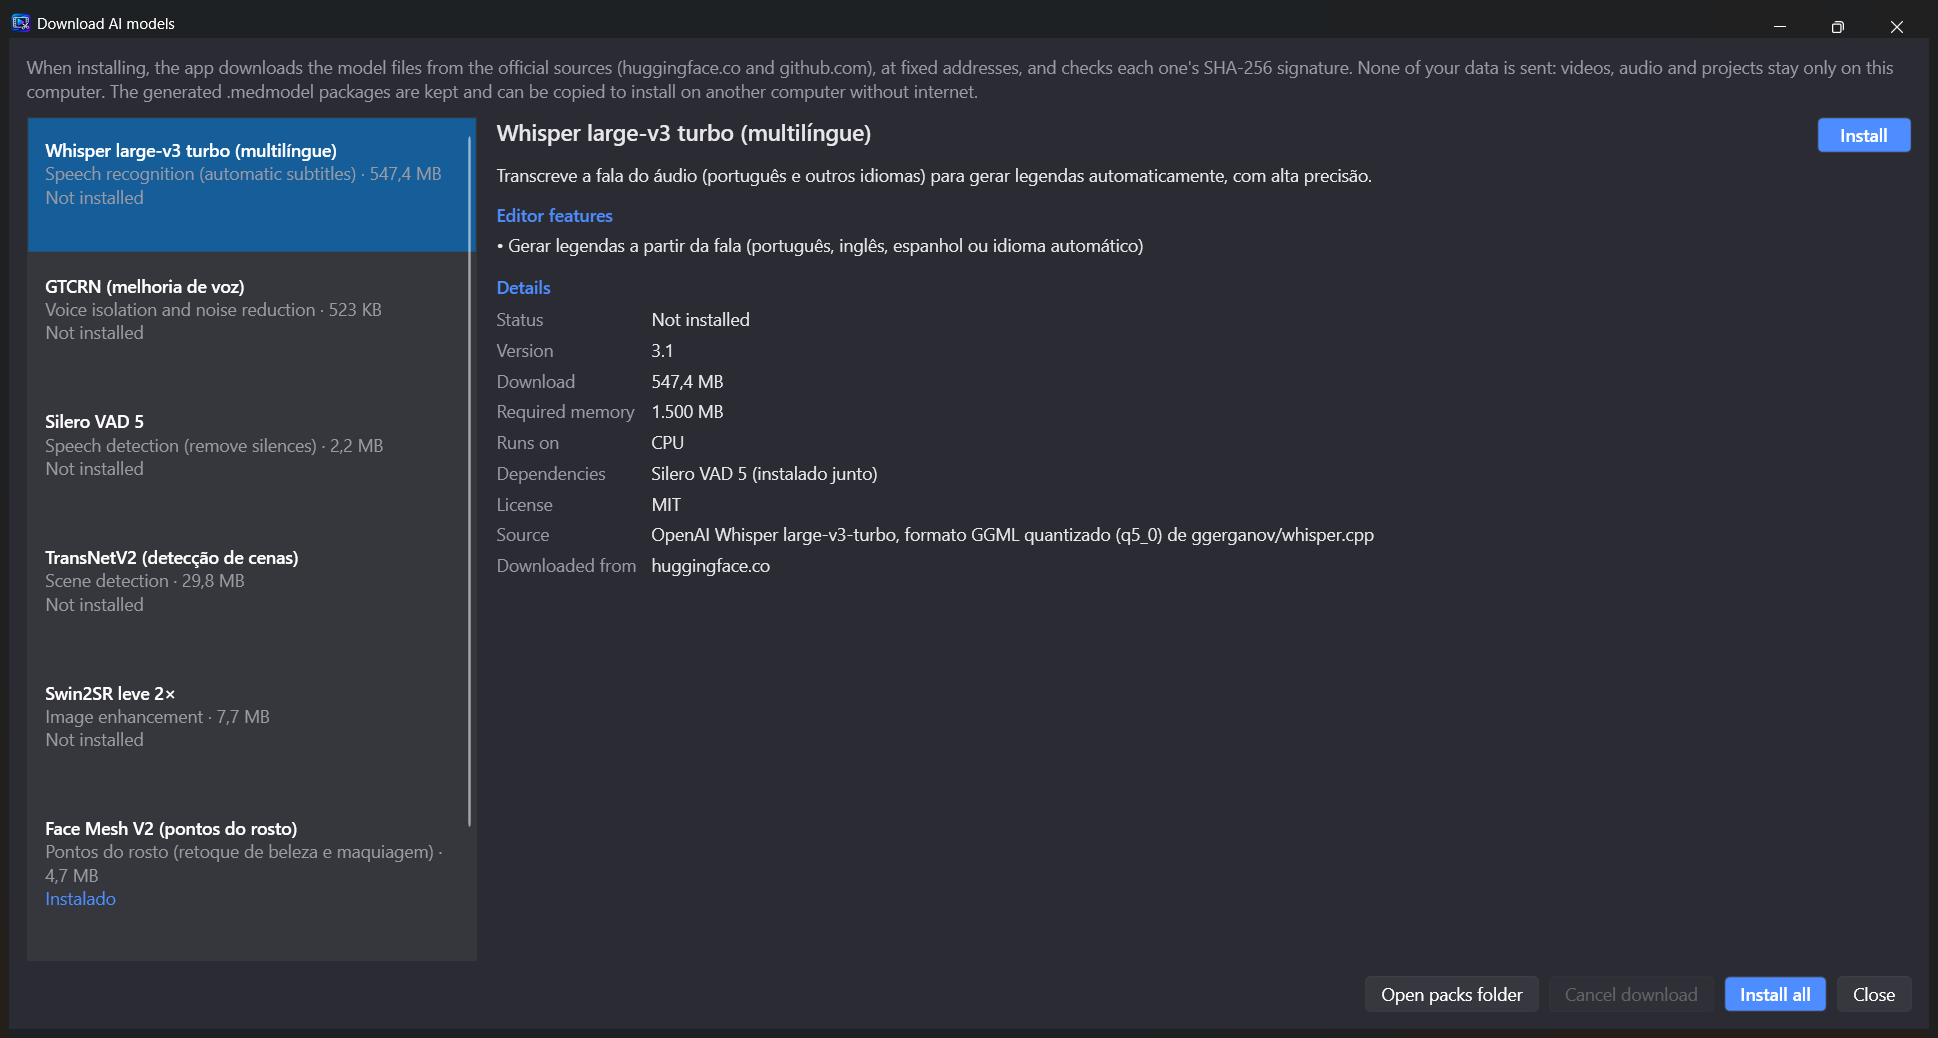 Download AI models
When installing, the app downloads the model files from the official sources (huggingface.co and github.com), at fixed addresses, and checks each one's SHA-256 signature. None of your data is sent: videos, audio and projects stay only on this
computer. The generated .medmodel packages are kept and can be copied to install on another computer without internet.
Whisper large-v3 turbo (multilíngue)
Speech recognition (automatic subtitles) · 547,4 MB
Not installed
GTCRN (melhoria de voz)
Voice isolation and noise reduction · 523 KB
Not installed
Silero VAD 5
Speech detection (remove silences) · 2,2 MB
Not installed
TransNetV2 (detecção de cenas)
Scene detection · 29,8 MB
Not installed
Swin2SR leve 2×
Image enhancement · 7,7 MB
Not installed
Face Mesh V2 (pontos do rosto)
Pontos do rosto (retoque de beleza e maquiagem) ·
4,7 MB
Instalado
Whisper large-v3 turbo (multilíngue)
Install
Transcreve a fala do áudio (português e outros idiomas) para gerar legendas automaticamente, com alta precisão.
Editor features
• Gerar legendas a partir da fala (português, inglês, espanhol ou idioma automático)
Details
Status Not installed
Version 3.1
Download 547,4 MB
Required memory 1.500 MB
Runs on CPU
Dependencies Silero VAD 5 (instalado junto)
License MIT
Source OpenAI Whisper large-v3-turbo, formato GGML quantizado (q5_0) de ggerganov/whisper.cpp
Downloaded from huggingface.co
Open packs folder Cancel download Install all Close